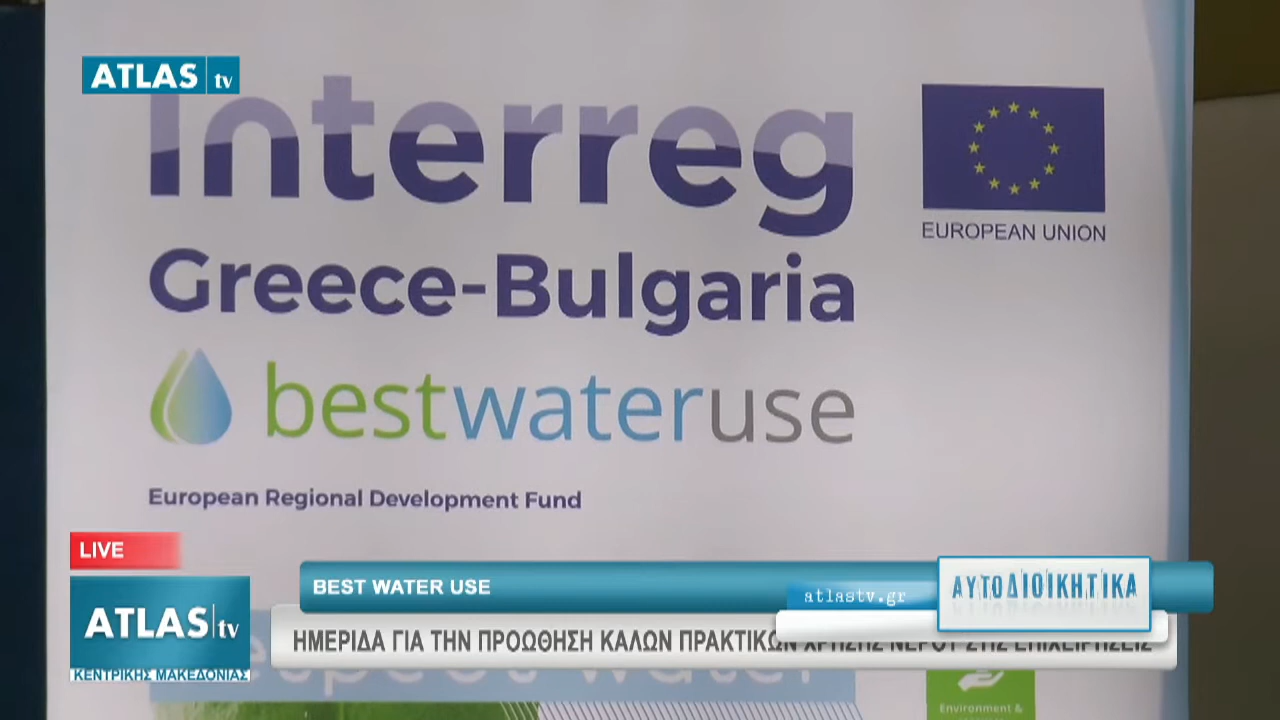 ATLAS tv
Interreg
EUROPEAN UNION
Greece-Bulgaria
bestwateruse
European Regional Development Fund
LIVE
BEST WATER USE
atlastv.gr
ΑΥΤΟΔΙΟΙΚΗΤΙΚΑ
ATLAS tv
ΗΜΕΡΙΔΑ ΓΙΑ ΤΗΝ ΠΡΟΩΘΗΣΗ ΚΑΛΩΝ ΠΡΑΚΤΙΚΩΝ ΧΡΗΣΗΣ ΝΕΡΟΥ ΣΤΙΣ ΕΠΙΧΕΙΡΗΣΕΙΣ
ΚΕΝΤΡΙΚΗΣ ΜΑΚΕΔΟΝΙΑΣ
water
Environment &